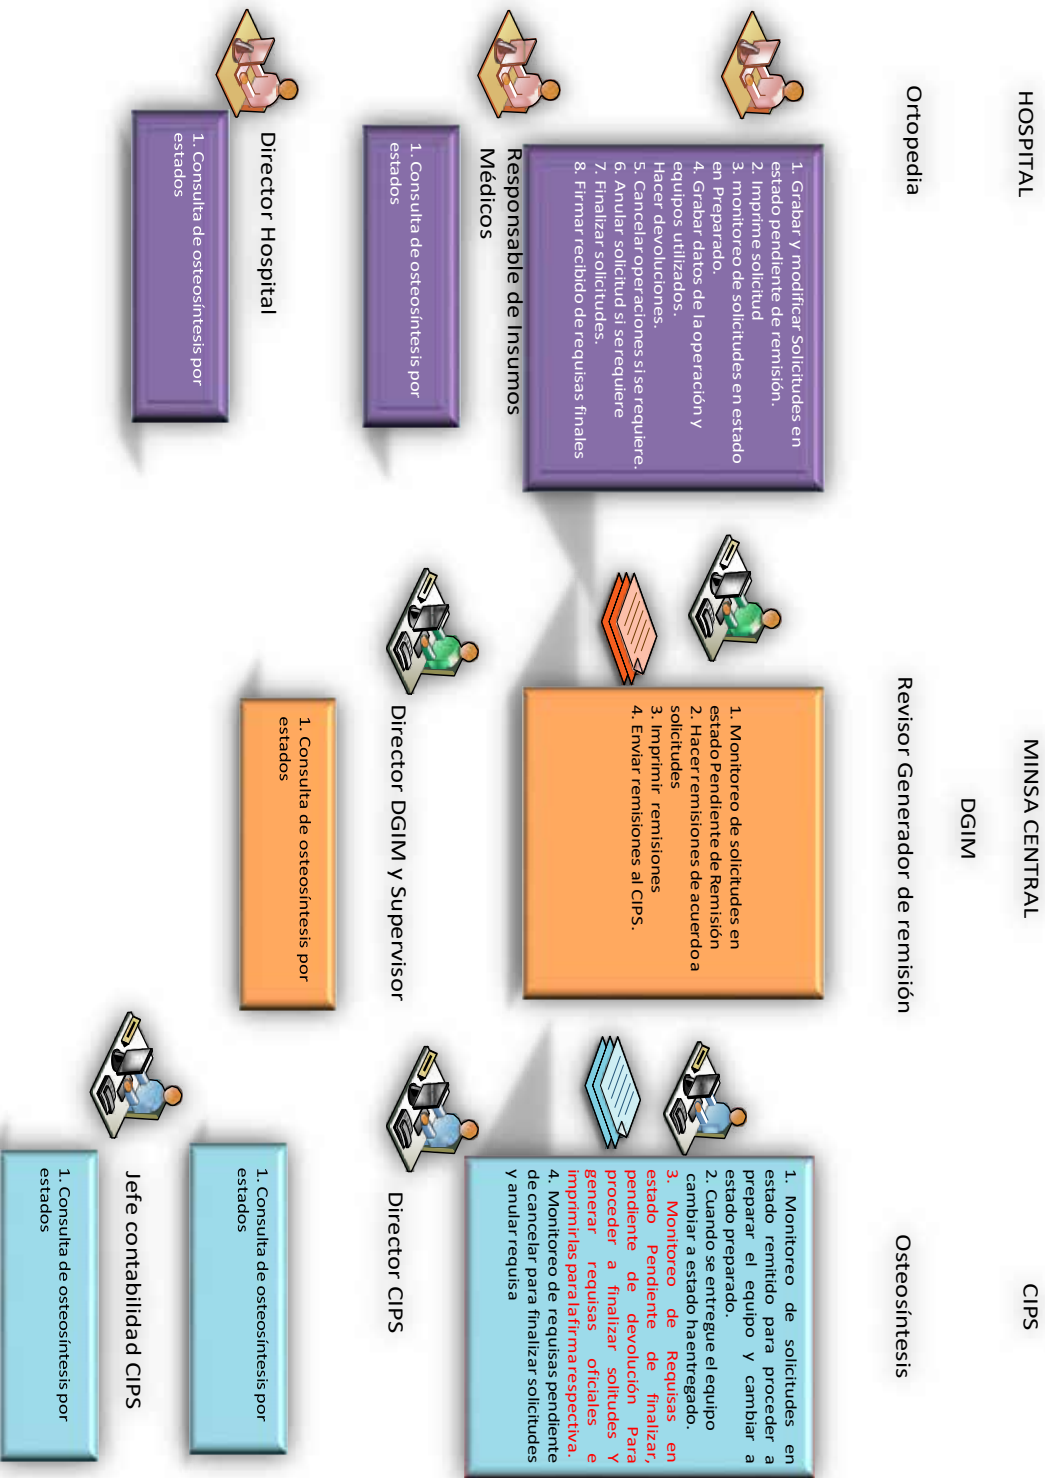 HOSPITAL
Ortopedia
1. Grabar y modificar Solicitudes en
estado pendiente de remisión.
2. Imprime solicitud
3. monitoreo de solicitudes en estado
en Preparado.
4. Grabar datos de la operación y
equipos utilizados.
Hacer devoluciones.
5. Cancelar operaciones si se requiere.
6. Anular solicitud si se requiere
7. Finalizar solicitudes.
8. Firmar recibido de requisas finales
Responsable de Insumos
Médicos
1. Consulta de osteosíntesis por
estados
Director Hospital
1. Consulta de osteosíntesis por
estados
MINSA CENTRAL
DGIM
Revisor Generador de remisión
1. Monitoreo de solicitudes en
estado Pendiente de Remisión
2. Hacer remisiones de acuerdo a
solicitudes
3. Imprimir remisiones
4. Enviar remisiones al CIPS.
Director DGIM y Supervisor
1. Consulta de osteosíntesis por
estados
CIPS
Osteosíntesis
1. Monitoreo de solicitudes en
estado remitido para proceder a
preparar el equipo y cambiar a
estado preparado.
2. Cuando se entregue el equipo
cambiar a estado ha entregado.
3. Monitoreo de Requisas en
estado Pendiente de finalizar,
pendiente de devolución Para
proceder a finalizar solitudes y
generar requisas oficiales e
imprimirlas para la firma respectiva.
4. Monitoreo de requisas pendiente
de cancelar para finalizar solicitudes
y anular requisa
Director CIPS
1. Consulta de osteosíntesis por
estados
Jefe contabilidad CIPS
1. Consulta de osteosíntesis por
estados